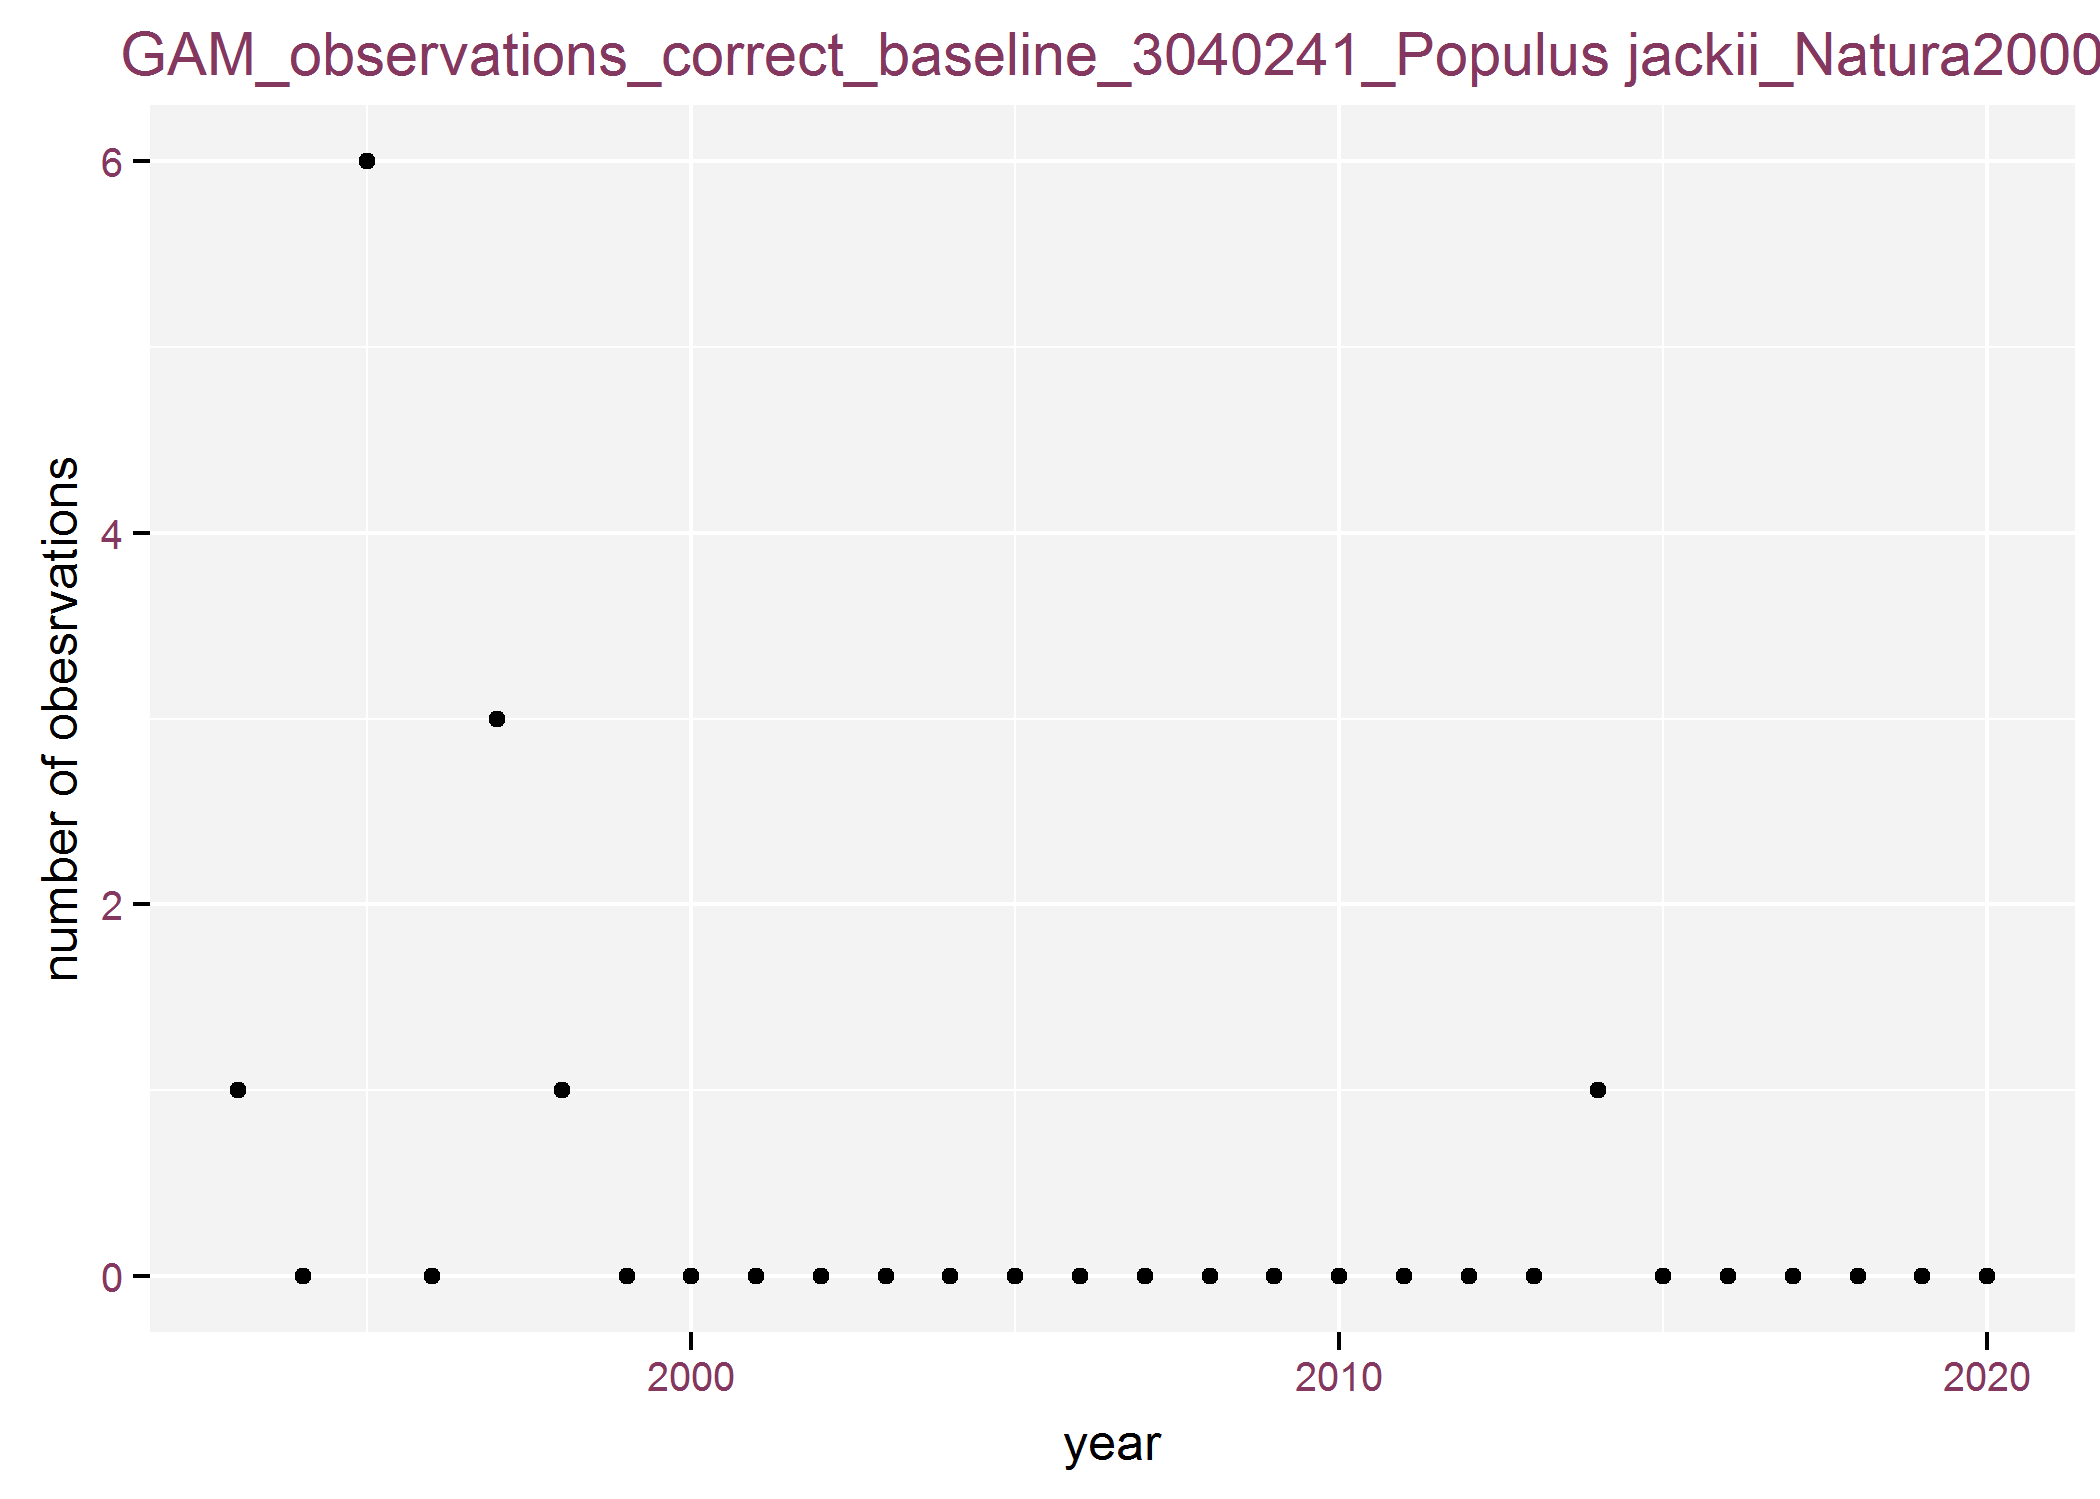 GAM_observations_correct_baseline_3040241_Populus jackii_Natura2000
6
4
2
0
number of obesrvations
2000 2010 2020
year